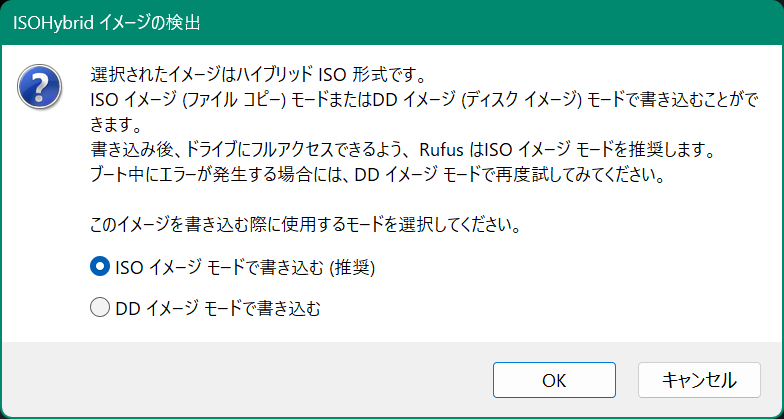 ISOHybrid イメージの検出
選択されたイメージはハイブリッド ISO 形式です。
ISO イメージ (ファイル コピー) モードまたはDD イメージ (ディスク イメージ) モードで書き込むことがで
きます。
書き込み後、ドライブにフルアクセスできるよう、Rufus はISO イメージ モードを推奨します。
ブート中にエラーが発生する場合には、DD イメージ モードで再度試してみてください。
このイメージを書き込む際に使用するモードを選択してください。
ISO イメージ モードで書き込む (推奨)
DD イメージ モードで書き込む
OK
キャンセル